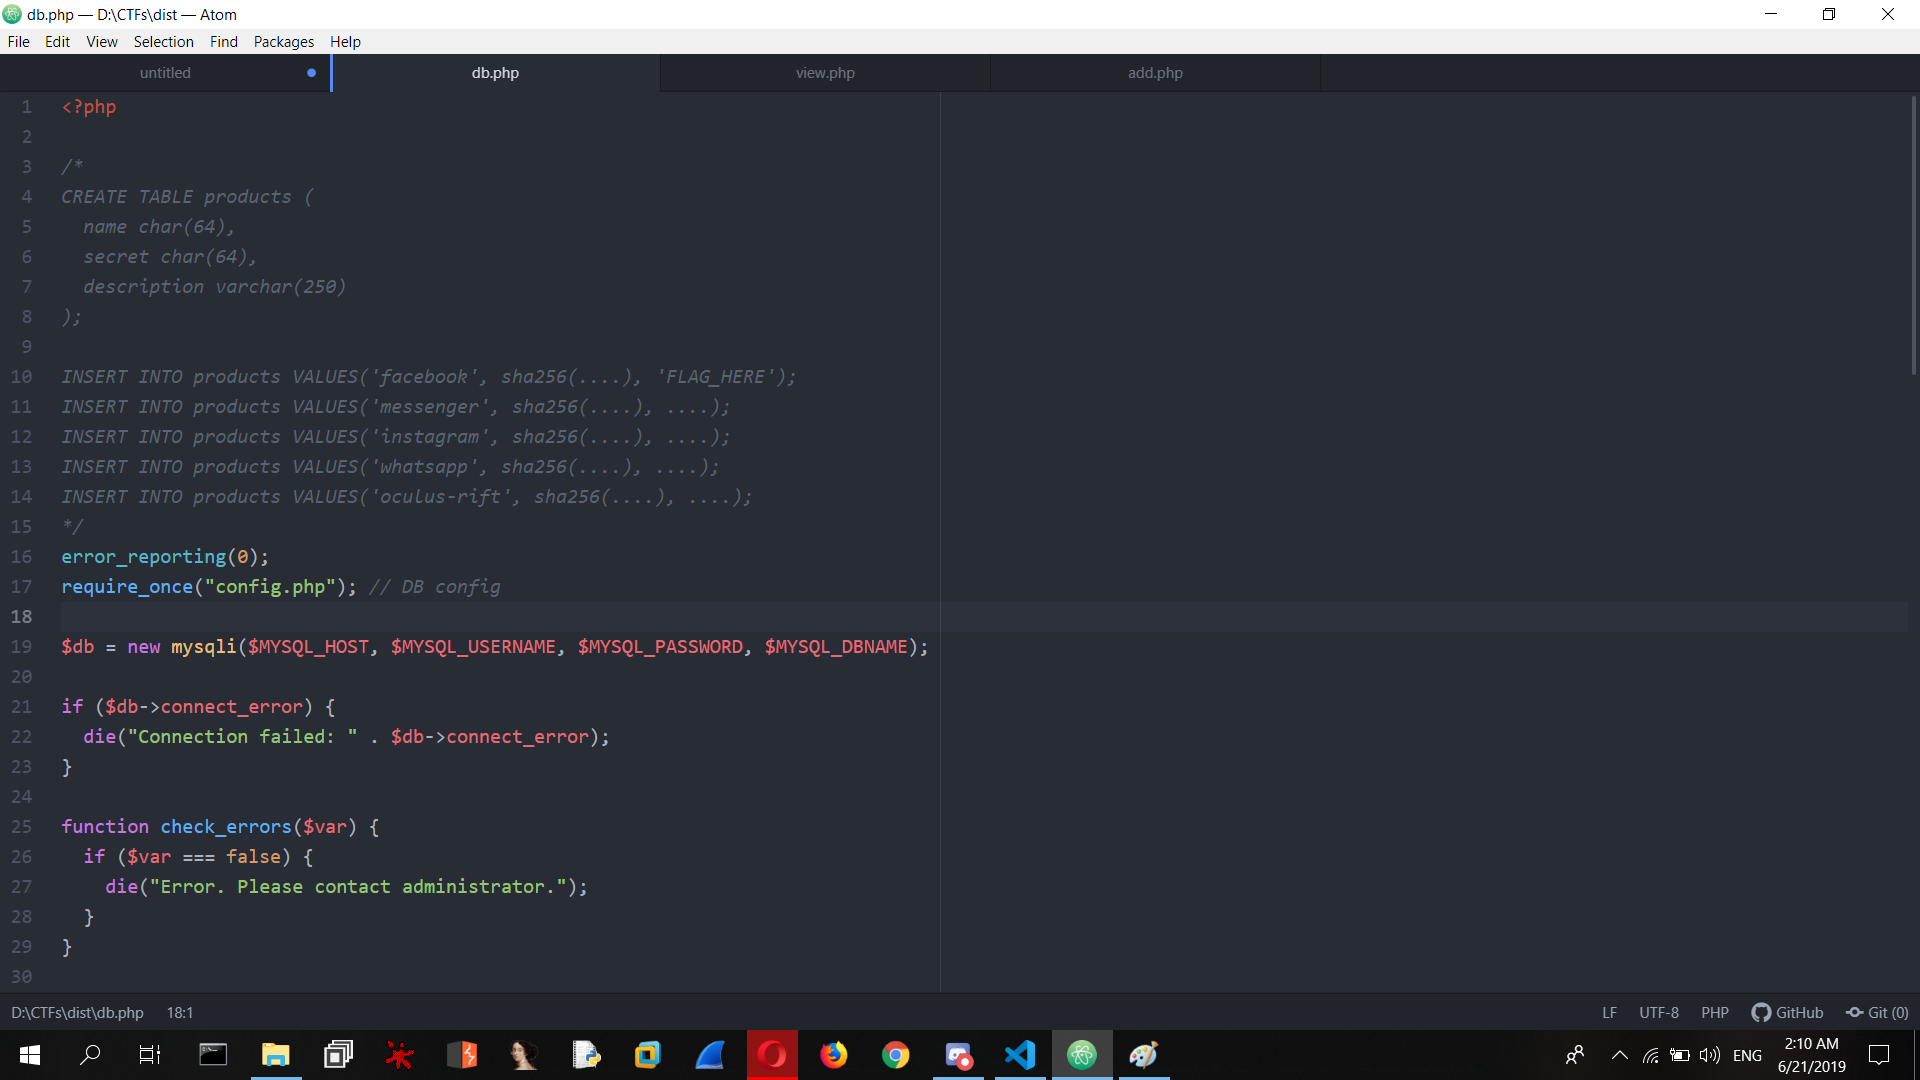 db.php — D:\CTFs\dist — Atom
File Edit View Selection Find Packages Help
untitled db.php view.php add.php
1 <?php
2
3 /*
4 CREATE TABLE products (
5   name char(64),
6   secret char(64),
7   description varchar(250)
8 );
9
10 INSERT INTO products VALUES('facebook', sha256(....), 'FLAG_HERE');
11 INSERT INTO products VALUES('messenger', sha256(....), ....);
12 INSERT INTO products VALUES('instagram', sha256(....), ....);
13 INSERT INTO products VALUES('whatsapp', sha256(....), ....);
14 INSERT INTO products VALUES('oculus-rift', sha256(....), ....);
15 */
16 error_reporting(0);
17 require_once("config.php"); // DB config
18
19 $db = new mysqli($MYSQL_HOST, $MYSQL_USERNAME, $MYSQL_PASSWORD, $MYSQL_DBNAME);
20
21 if ($db->connect_error) {
22   die("Connection failed: " . $db->connect_error);
23 }
24
25 function check_errors($var) {
26   if ($var === false) {
27     die("Error. Please contact administrator.");
28   }
29 }
30
D:\CTFs\dist\db.php 18:1 LF UTF-8 PHP GitHub Git (0)
ENG 2:10 AM
6/21/2019